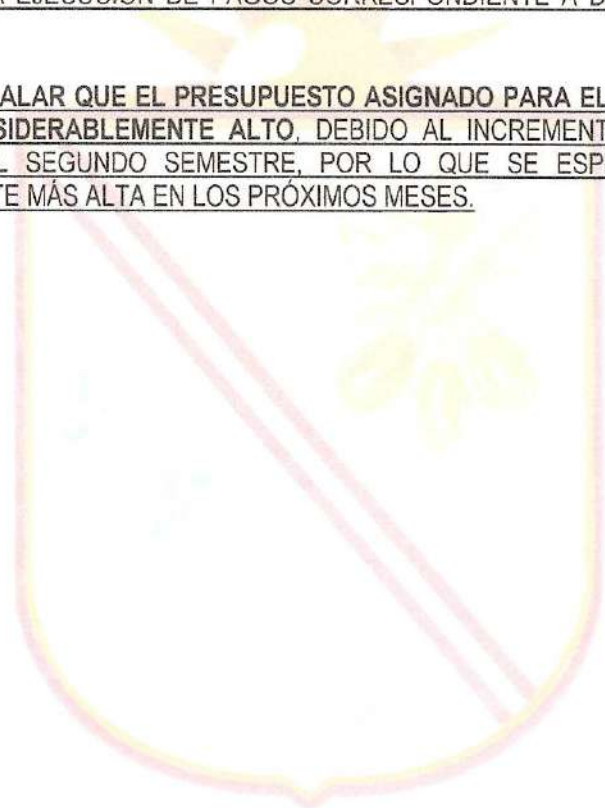 EJECUCIÓN DE PAGOS CORRESPONDIENTE A
ALAR QUE EL PRESUPUESTO ASIGNADO PARA EL
SIDERABLEMENTE ALTO, DEBIDO AL INCREMENT
L SEGUNDO SEMESTRE, POR LO QUE SE ESP
TE MÁS ALTA EN LOS PRÓXIMOS MESES.